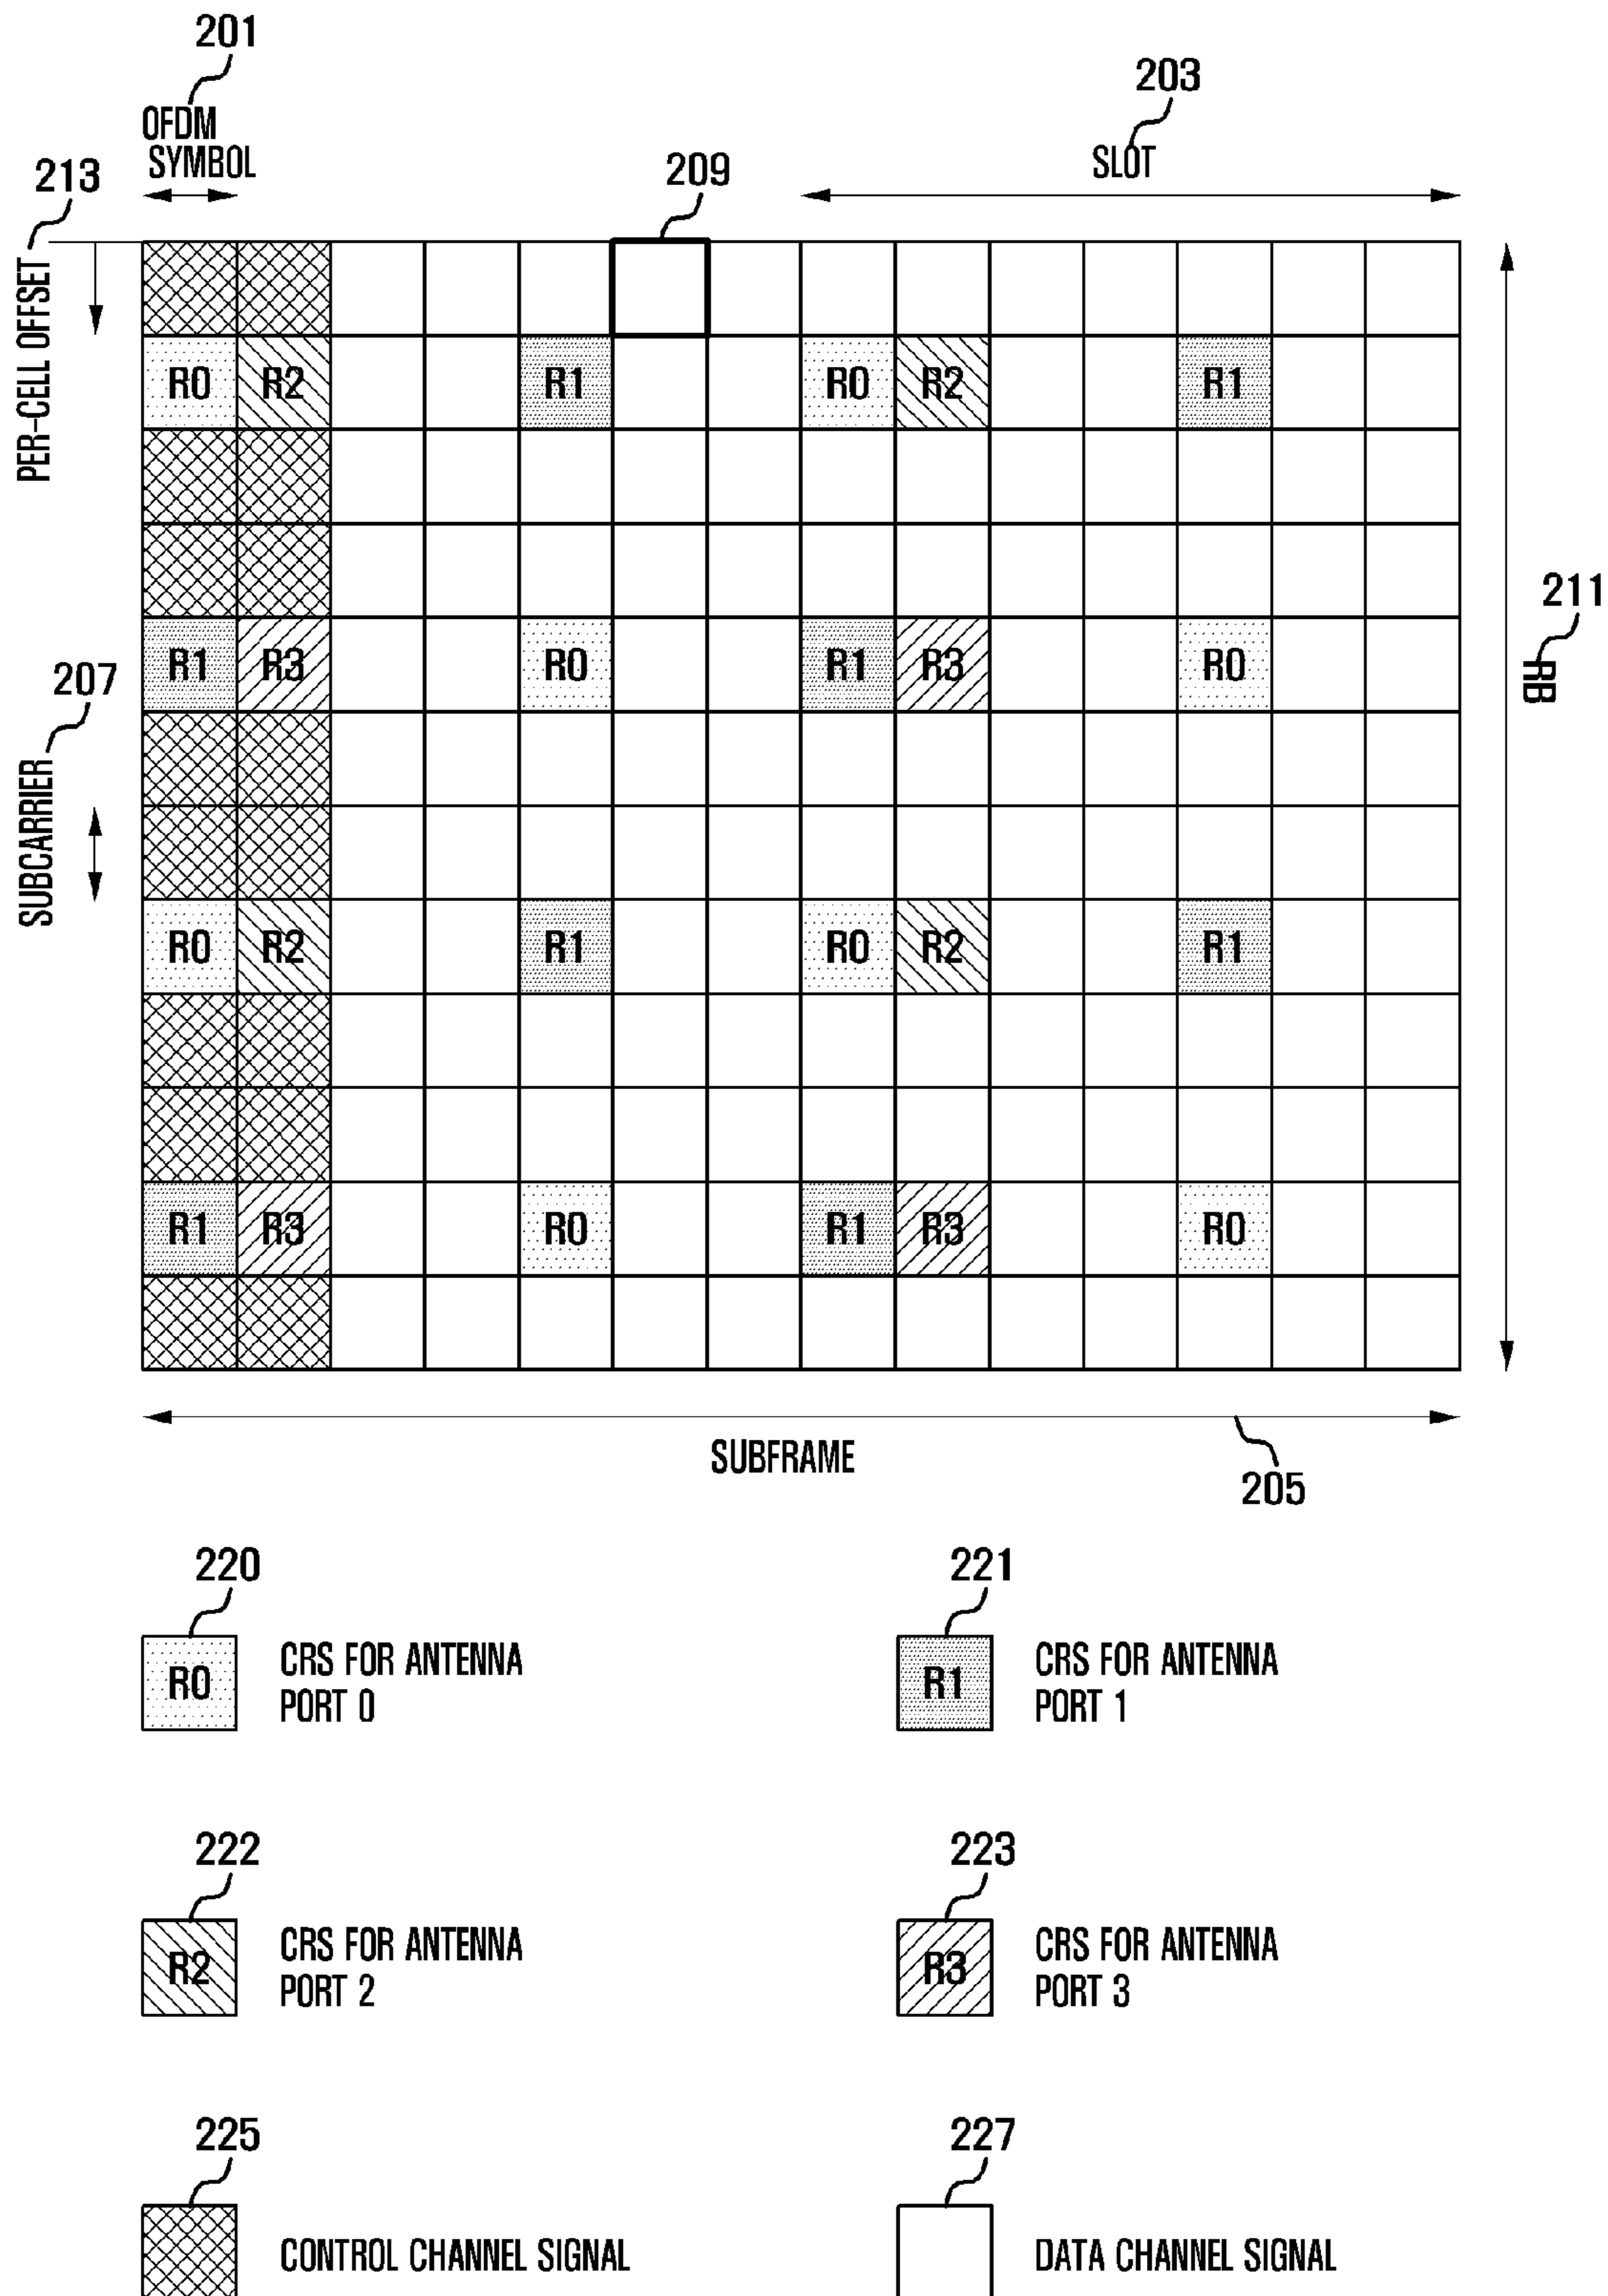 201
203
OFDM
SYMBOL
SLOT
213
209
PER-CELL OFFSET
R0 R2 R1 R0 R2 R1
211
RB
R1 R3 R0 R1 R3 R0
207
SUBCARRIER
R0 R2 R1 R0 R2 R1
R1 R3 R0 R1 R3 R0
SUBFRAME
205
220
221
R0 CRS FOR ANTENNA
PORT 0
R1 CRS FOR ANTENNA
PORT 1
222
223
R2 CRS FOR ANTENNA
PORT 2
R3 CRS FOR ANTENNA
PORT 3
225
227
CONTROL CHANNEL SIGNAL
DATA CHANNEL SIGNAL